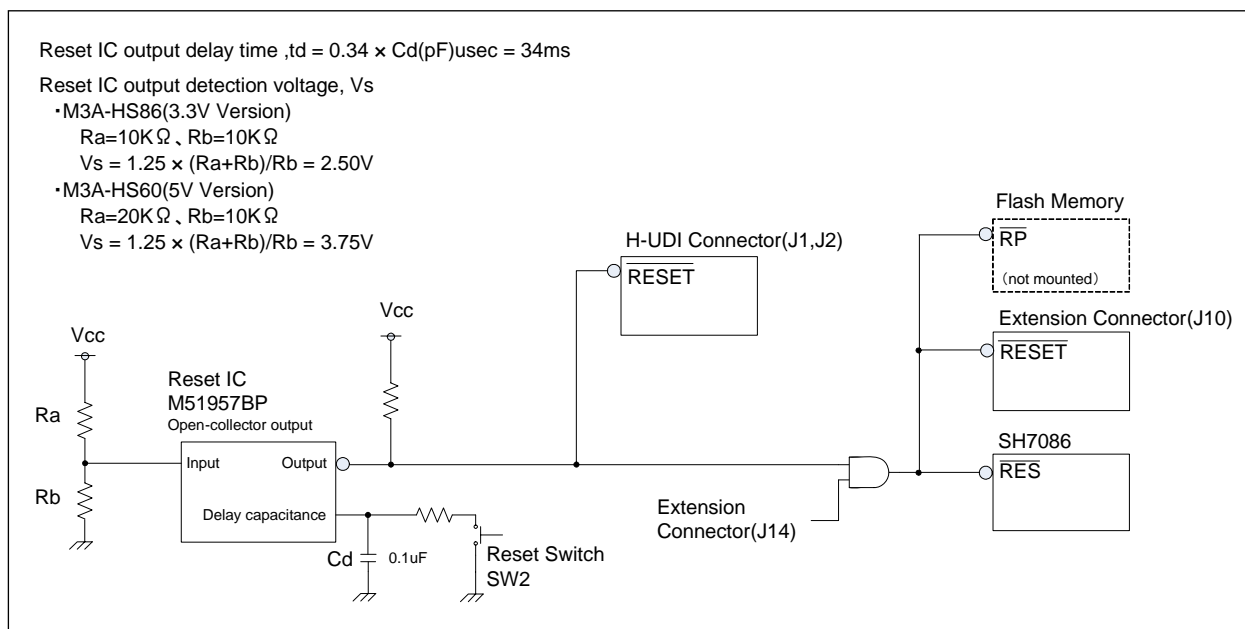 Reset IC output delay time ,td = 0.34 × Cd(pF)usec = 34ms
Reset IC output detection voltage, Vs
・M3A-HS86(3.3V Version)
Ra=10KΩ、Rb=10KΩ
Vs = 1.25 × (Ra+Rb)/Rb = 2.50V
・M3A-HS60(5V Version)
Ra=20KΩ、Rb=10KΩ
Vs = 1.25 × (Ra+Rb)/Rb = 3.75V
Flash Memory
RP
(not mounted)
H-UDI Connector(J1,J2)
RESET
Extension Connector(J10)
RESET
Vcc
Vcc
Reset IC
M51957BP
Open-collector output
Ra
Rb
Input
Output
Delay capacitance
SH7086
RES
Extension
Connector(J14)
Cd
0.1uF
Reset Switch
SW2